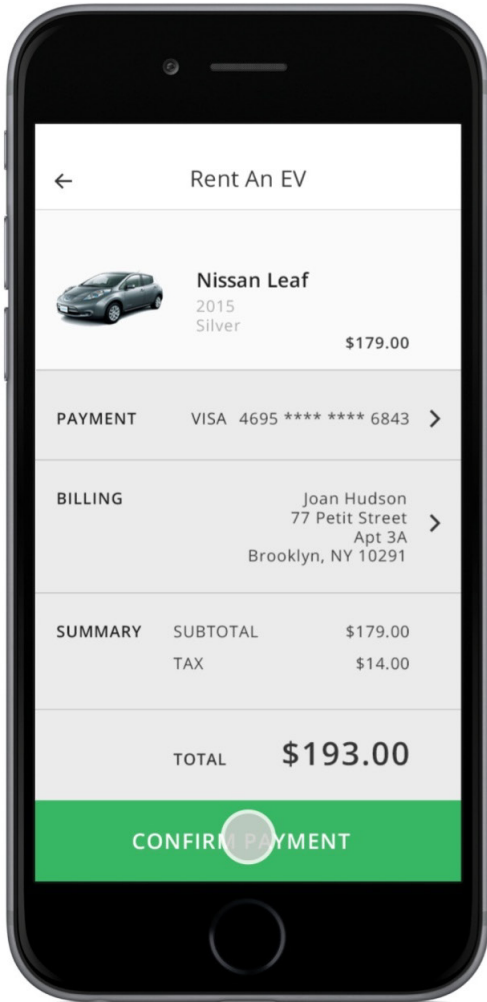 Rent An EV
Nissan Leaf
2015
Silver
$179.00
PAYMENT VISA 4695 **** **** 6843
BILLING Joan Hudson
77 Petit Street
Apt 3A
Brooklyn, NY 10291
SUMMARY SUBTOTAL $179.00
TAX $14.00
TOTAL $193.00
CONFIRM PAYMENT